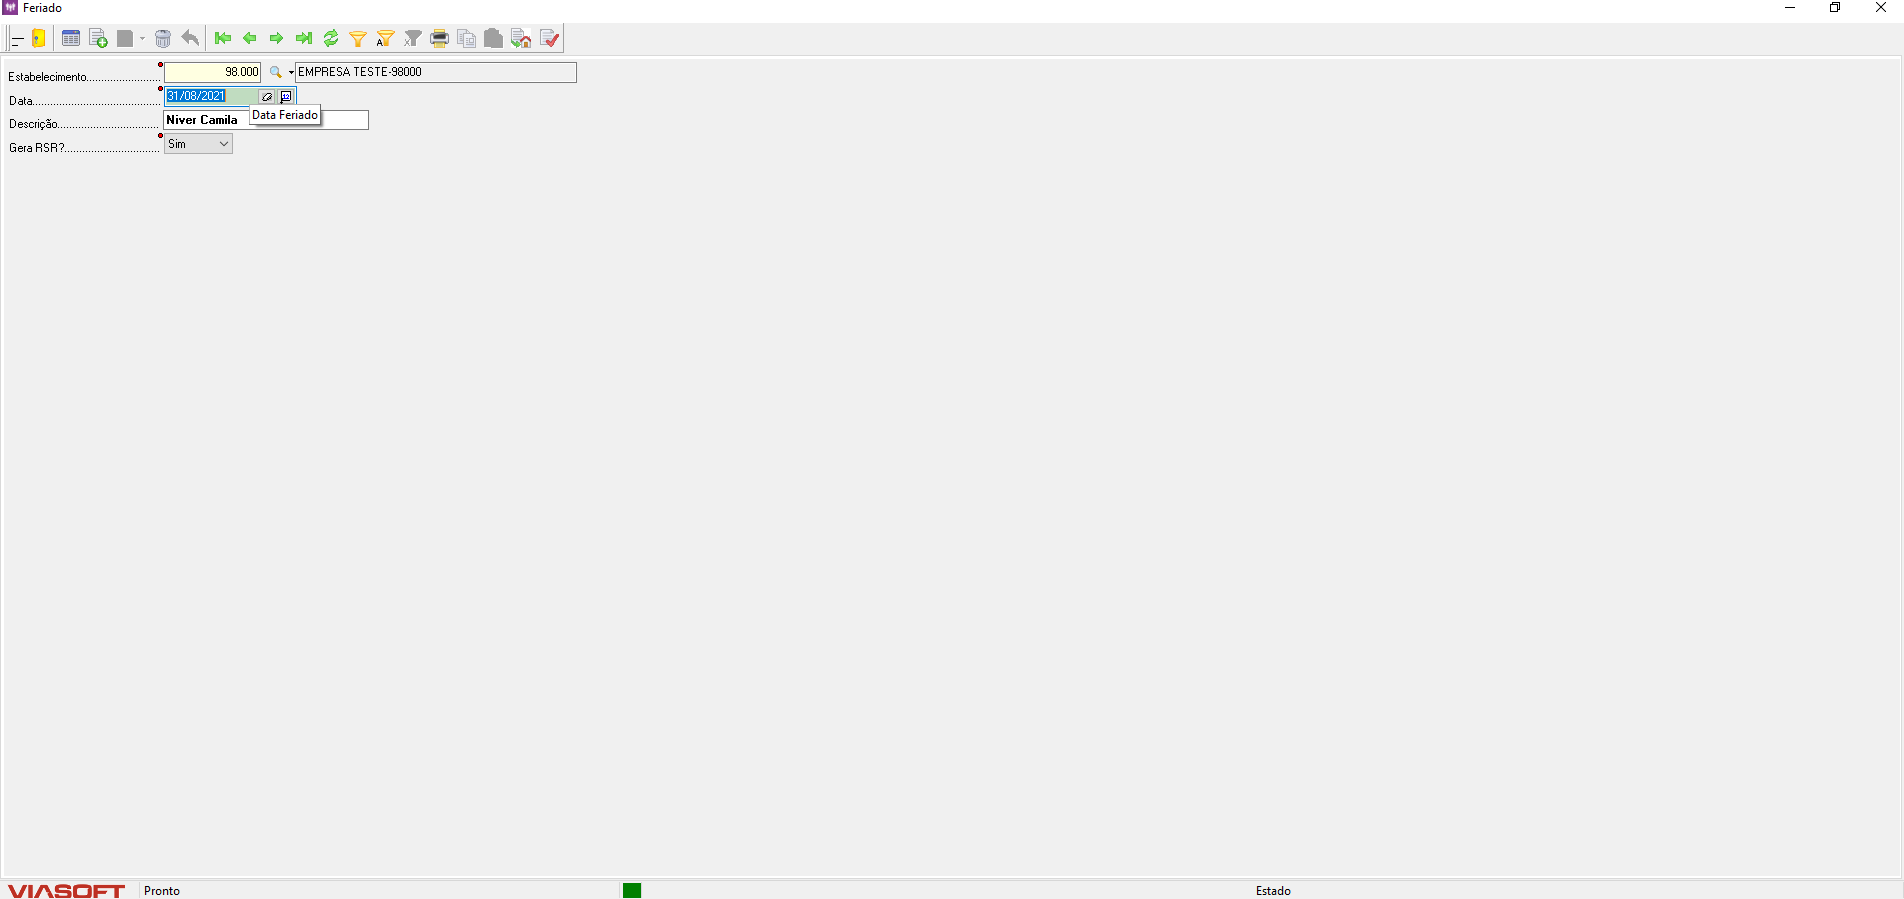 Feriado
Estabelecimento......................... 98.000 EMPRESA TESTE-98000
Data........................................... 31/08/2021
Data Feriado
Descrição.................................. Niver Camila
Gera RSR?................................ Sim
VIASOFT Pronto Estado